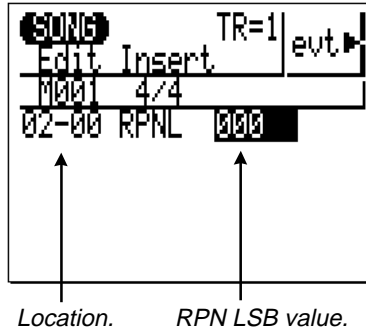 SONG TR=1 evt
Edit Insert
M001 4/4
02-00 RPNL 000
Location. RPN LSB value.